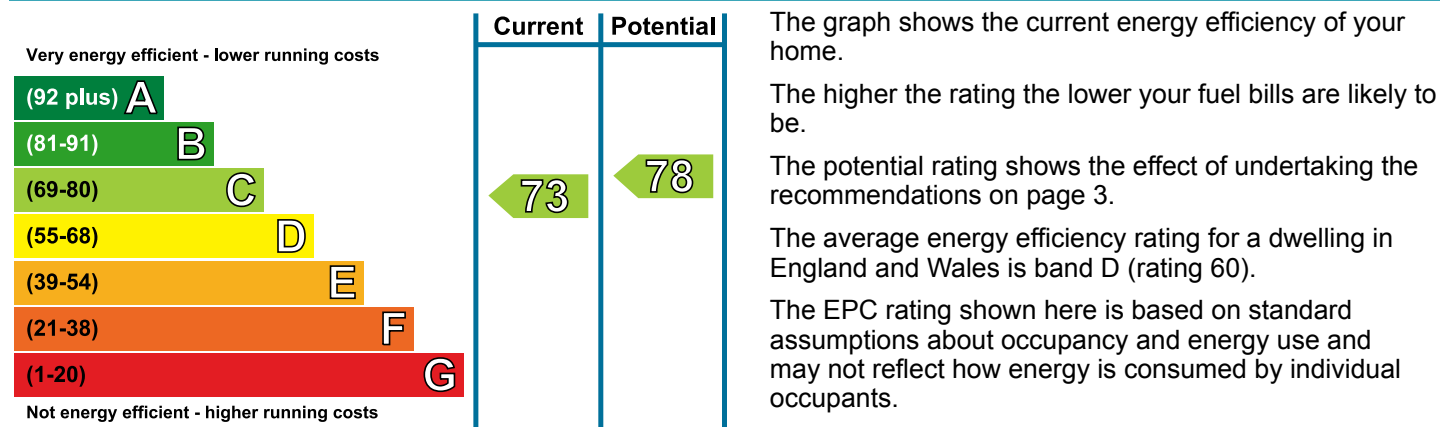 Current Potential
Very energy efficient - lower running costs
(92 plus) A
(81-91) B
(69-80) C
(55-68) D
(39-54) E
(21-38) F
(1-20) G
Not energy efficient - higher running costs
73
78
The graph shows the current energy efficiency of your
home.
The higher the rating the lower your fuel bills are likely to
be.
The potential rating shows the effect of undertaking the
recommendations on page 3.
The average energy efficiency rating for a dwelling in
England and Wales is band D (rating 60).
The EPC rating shown here is based on standard
assumptions about occupancy and energy use and
may not reflect how energy is consumed by individual
occupants.